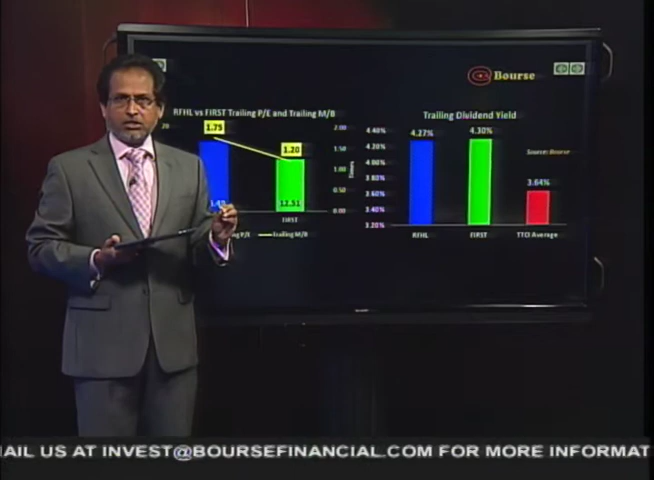 Bourse
RFHL vs FIRST Trailing P/E and Trailing M/B
20
1.75
1.20
12.51
FIRST
Trailing M/B
2.00
1.50
1.00
0.50
0.00
Times
Trailing Dividend Yield
4.40%
4.20%
4.00%
3.80%
3.60%
3.40%
3.20%
4.27%
4.30%
3.64%
Source: Bourse
RFHL
FIRST
TTCI Average
AIL US AT INVEST@BOURSEFINANCIAL.COM FOR MORE INFORMAT